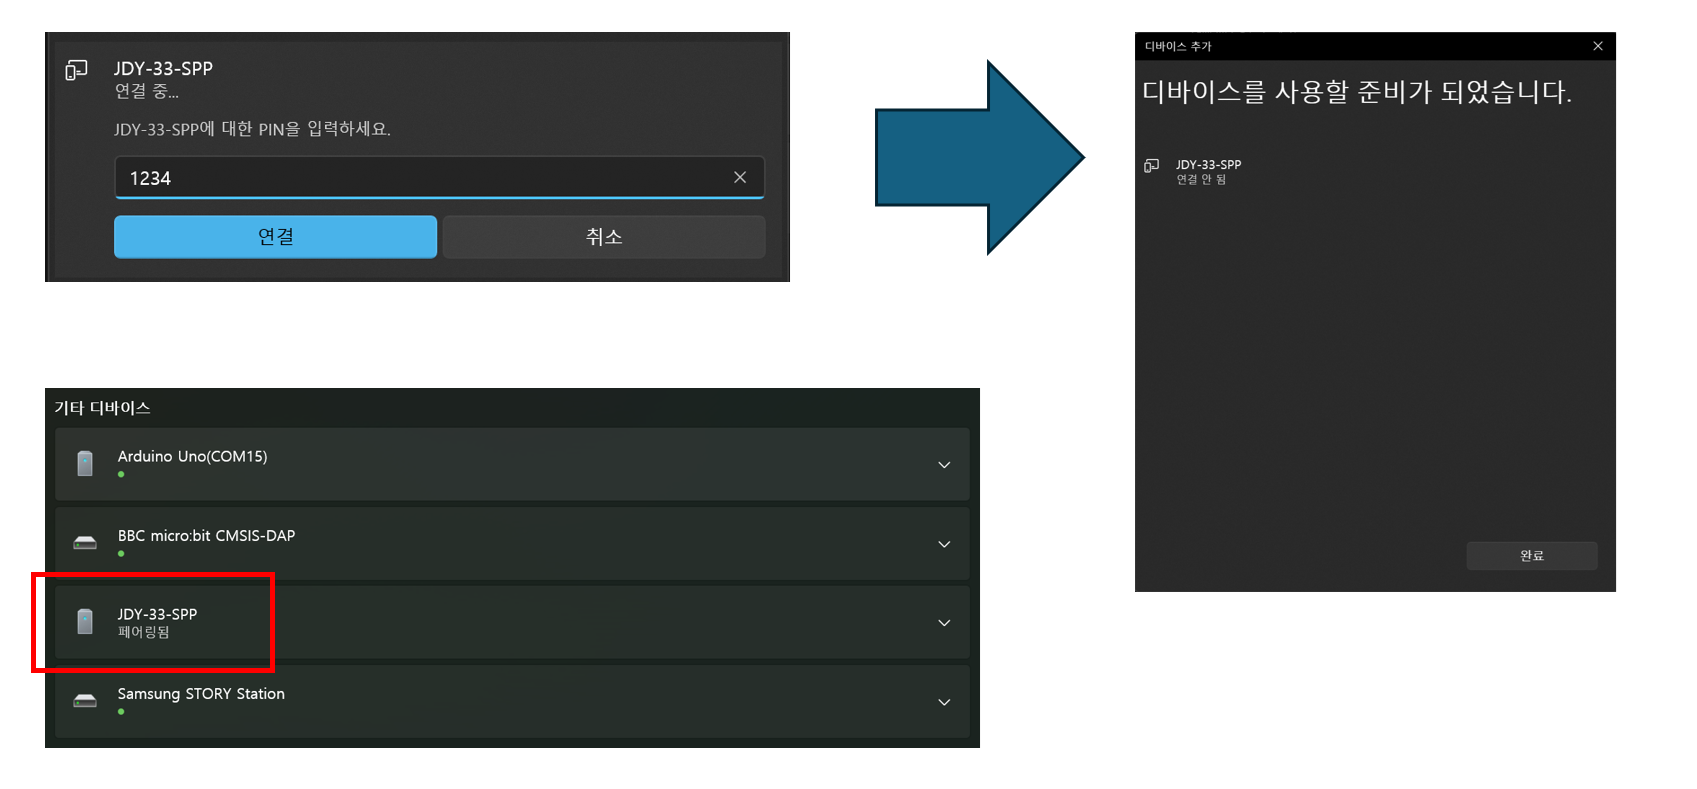 JDY-33-SPP
연결 중...
JDY-33-SPP에 대한 PIN을 입력하세요.
1234
연결
취소
디바이스 추가
디바이스를 사용할 준비가 되었습니다.
JDY-33-SPP
연결 안 됨
완료
기타 디바이스
Arduino Uno(COM15)
BBC micro:bit CMSIS-DAP
JDY-33-SPP
페어링됨
Samsung STORY Station